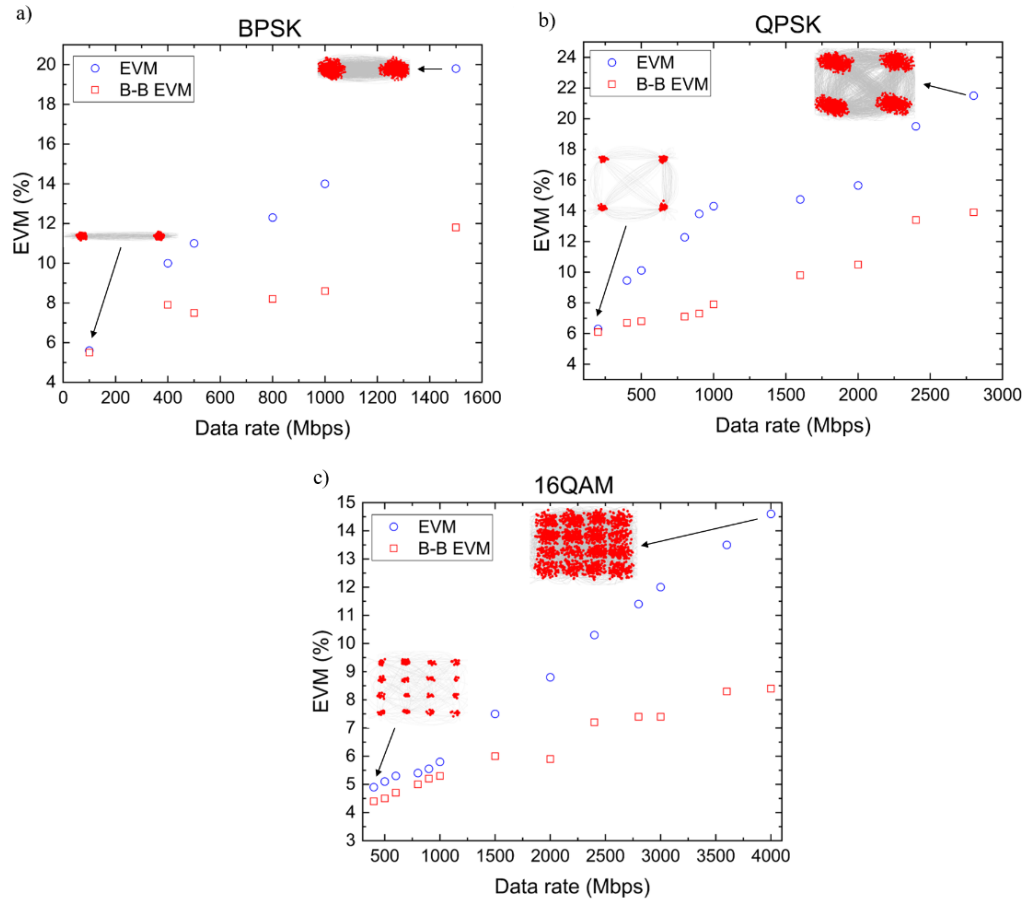 a)
BPSK
EVM
B-B EVM
20
18
16
14
12
10
8
6
4
EVM (%)
0 200 400 600 800 1000 1200 1400 1600
Data rate (Mbps)
b)
QPSK
EVM
B-B EVM
24
22
20
18
16
14
12
10
8
6
4
EVM (%)
500 1000 1500 2000 2500 3000
Data rate (Mbps)
c)
16QAM
EVM
B-B EVM
15
14
13
12
11
10
9
8
7
6
5
4
3
EVM (%)
500 1000 1500 2000 2500 3000 3500 4000
Data rate (Mbps)